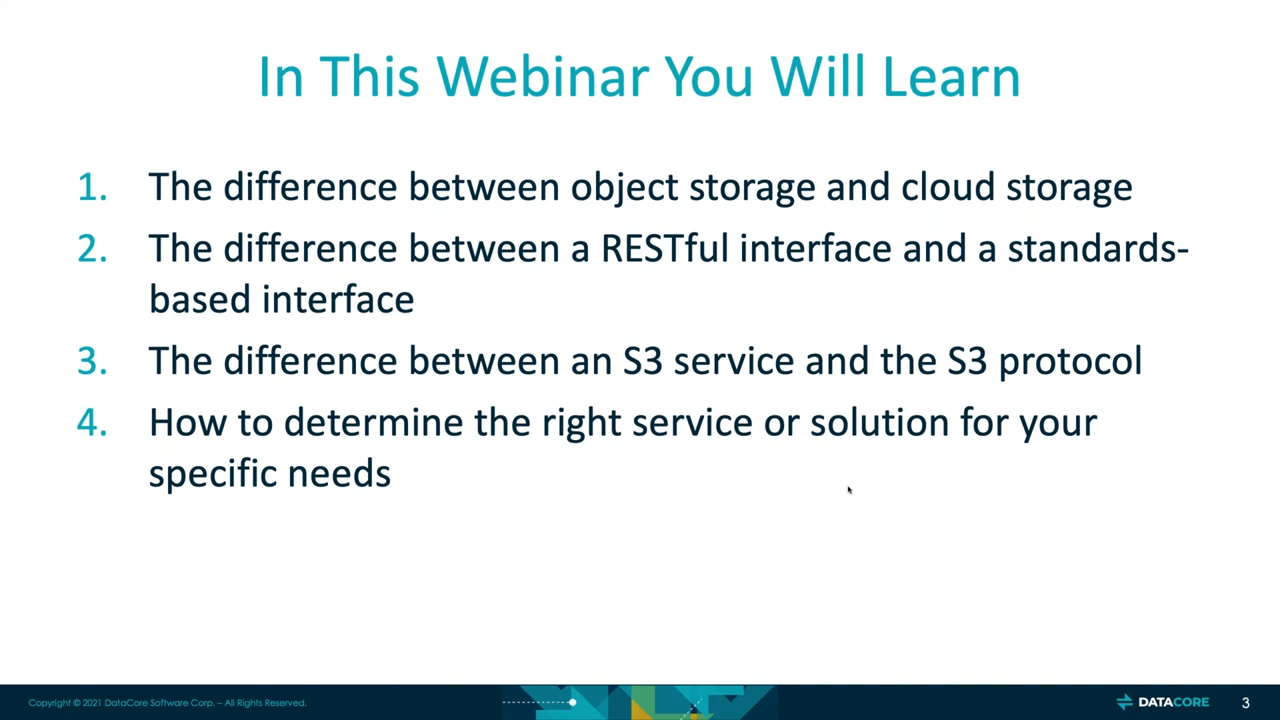 In This Webinar You Will Learn
1. The difference between object storage and cloud storage
2. The difference between a RESTful interface and a standards-
based interface
3. The difference between an S3 service and the S3 protocol
4. How to determine the right service or solution for your
specific needs
Copyright © 2021 DataCore Software Corp. – All Rights Reserved.
DATACORE
3